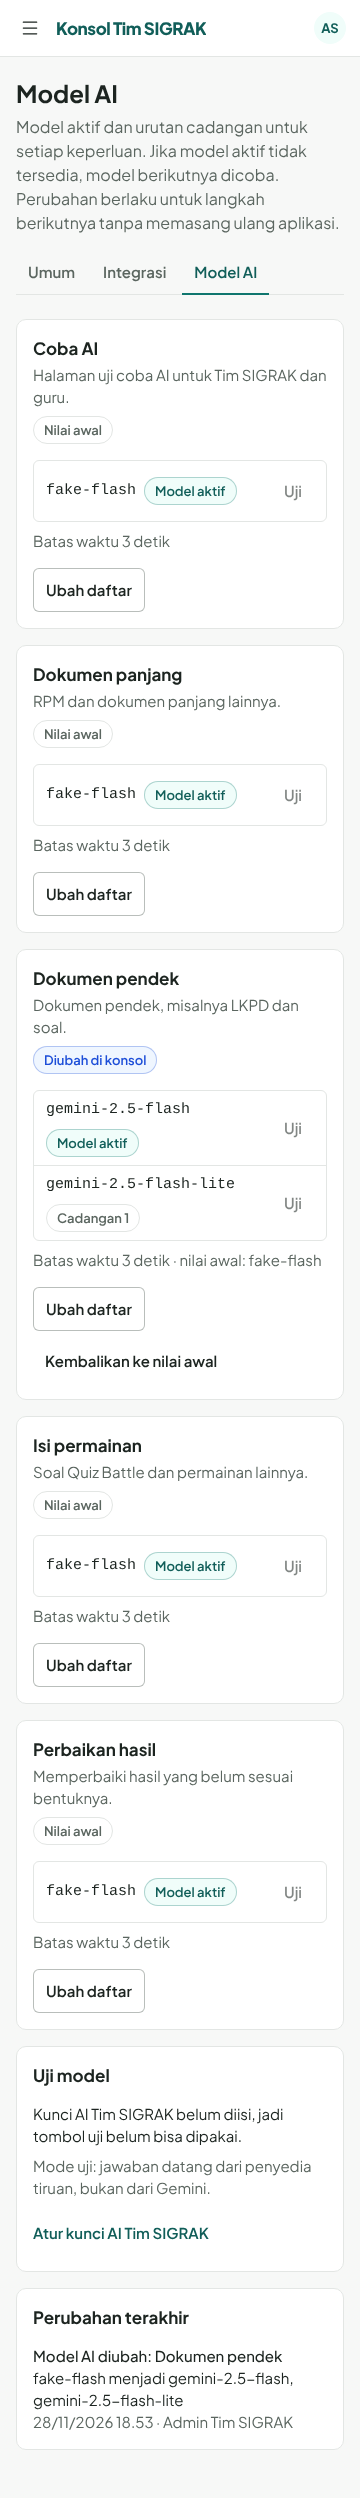 Konsol Tim SIGRAK
AS
Model AI
Model aktif dan urutan cadangan untuk
setiap keperluan. Jika model aktif tidak
tersedia, model berikutnya dicoba.
Perubahan berlaku untuk langkah
berikutnya tanpa memasang ulang aplikasi.
Umum Integrasi Model AI
Coba AI
Halaman uji coba AI untuk Tim SIGRAK dan
guru.
Nilai awal
fake-flash Model aktif Uji
Batas waktu 3 detik
Ubah daftar
Dokumen panjang
RPM dan dokumen panjang lainnya.
Nilai awal
fake-flash Model aktif Uji
Batas waktu 3 detik
Ubah daftar
Dokumen pendek
Dokumen pendek, misalnya LKPD dan
soal.
Diubah di konsol
gemini-2.5-flash
Model aktif
Uji
gemini-2.5-flash-lite
Cadangan 1
Uji
Batas waktu 3 detik · nilai awal: fake-flash
Ubah daftar
Kembalikan ke nilai awal
Isi permainan
Soal Quiz Battle dan permainan lainnya.
Nilai awal
fake-flash Model aktif Uji
Batas waktu 3 detik
Ubah daftar
Perbaikan hasil
Memperbaiki hasil yang belum sesuai
bentuknya.
Nilai awal
fake-flash Model aktif Uji
Batas waktu 3 detik
Ubah daftar
Uji model
Kunci AI Tim SIGRAK belum diisi, jadi
tombol uji belum bisa dipakai.
Mode uji: jawaban datang dari penyedia
tiruan, bukan dari Gemini.
Atur kunci AI Tim SIGRAK
Perubahan terakhir
Model AI diubah: Dokumen pendek
fake-flash menjadi gemini-2.5-flash,
gemini-2.5-flash-lite
28/11/2026 18.53 · Admin Tim SIGRAK